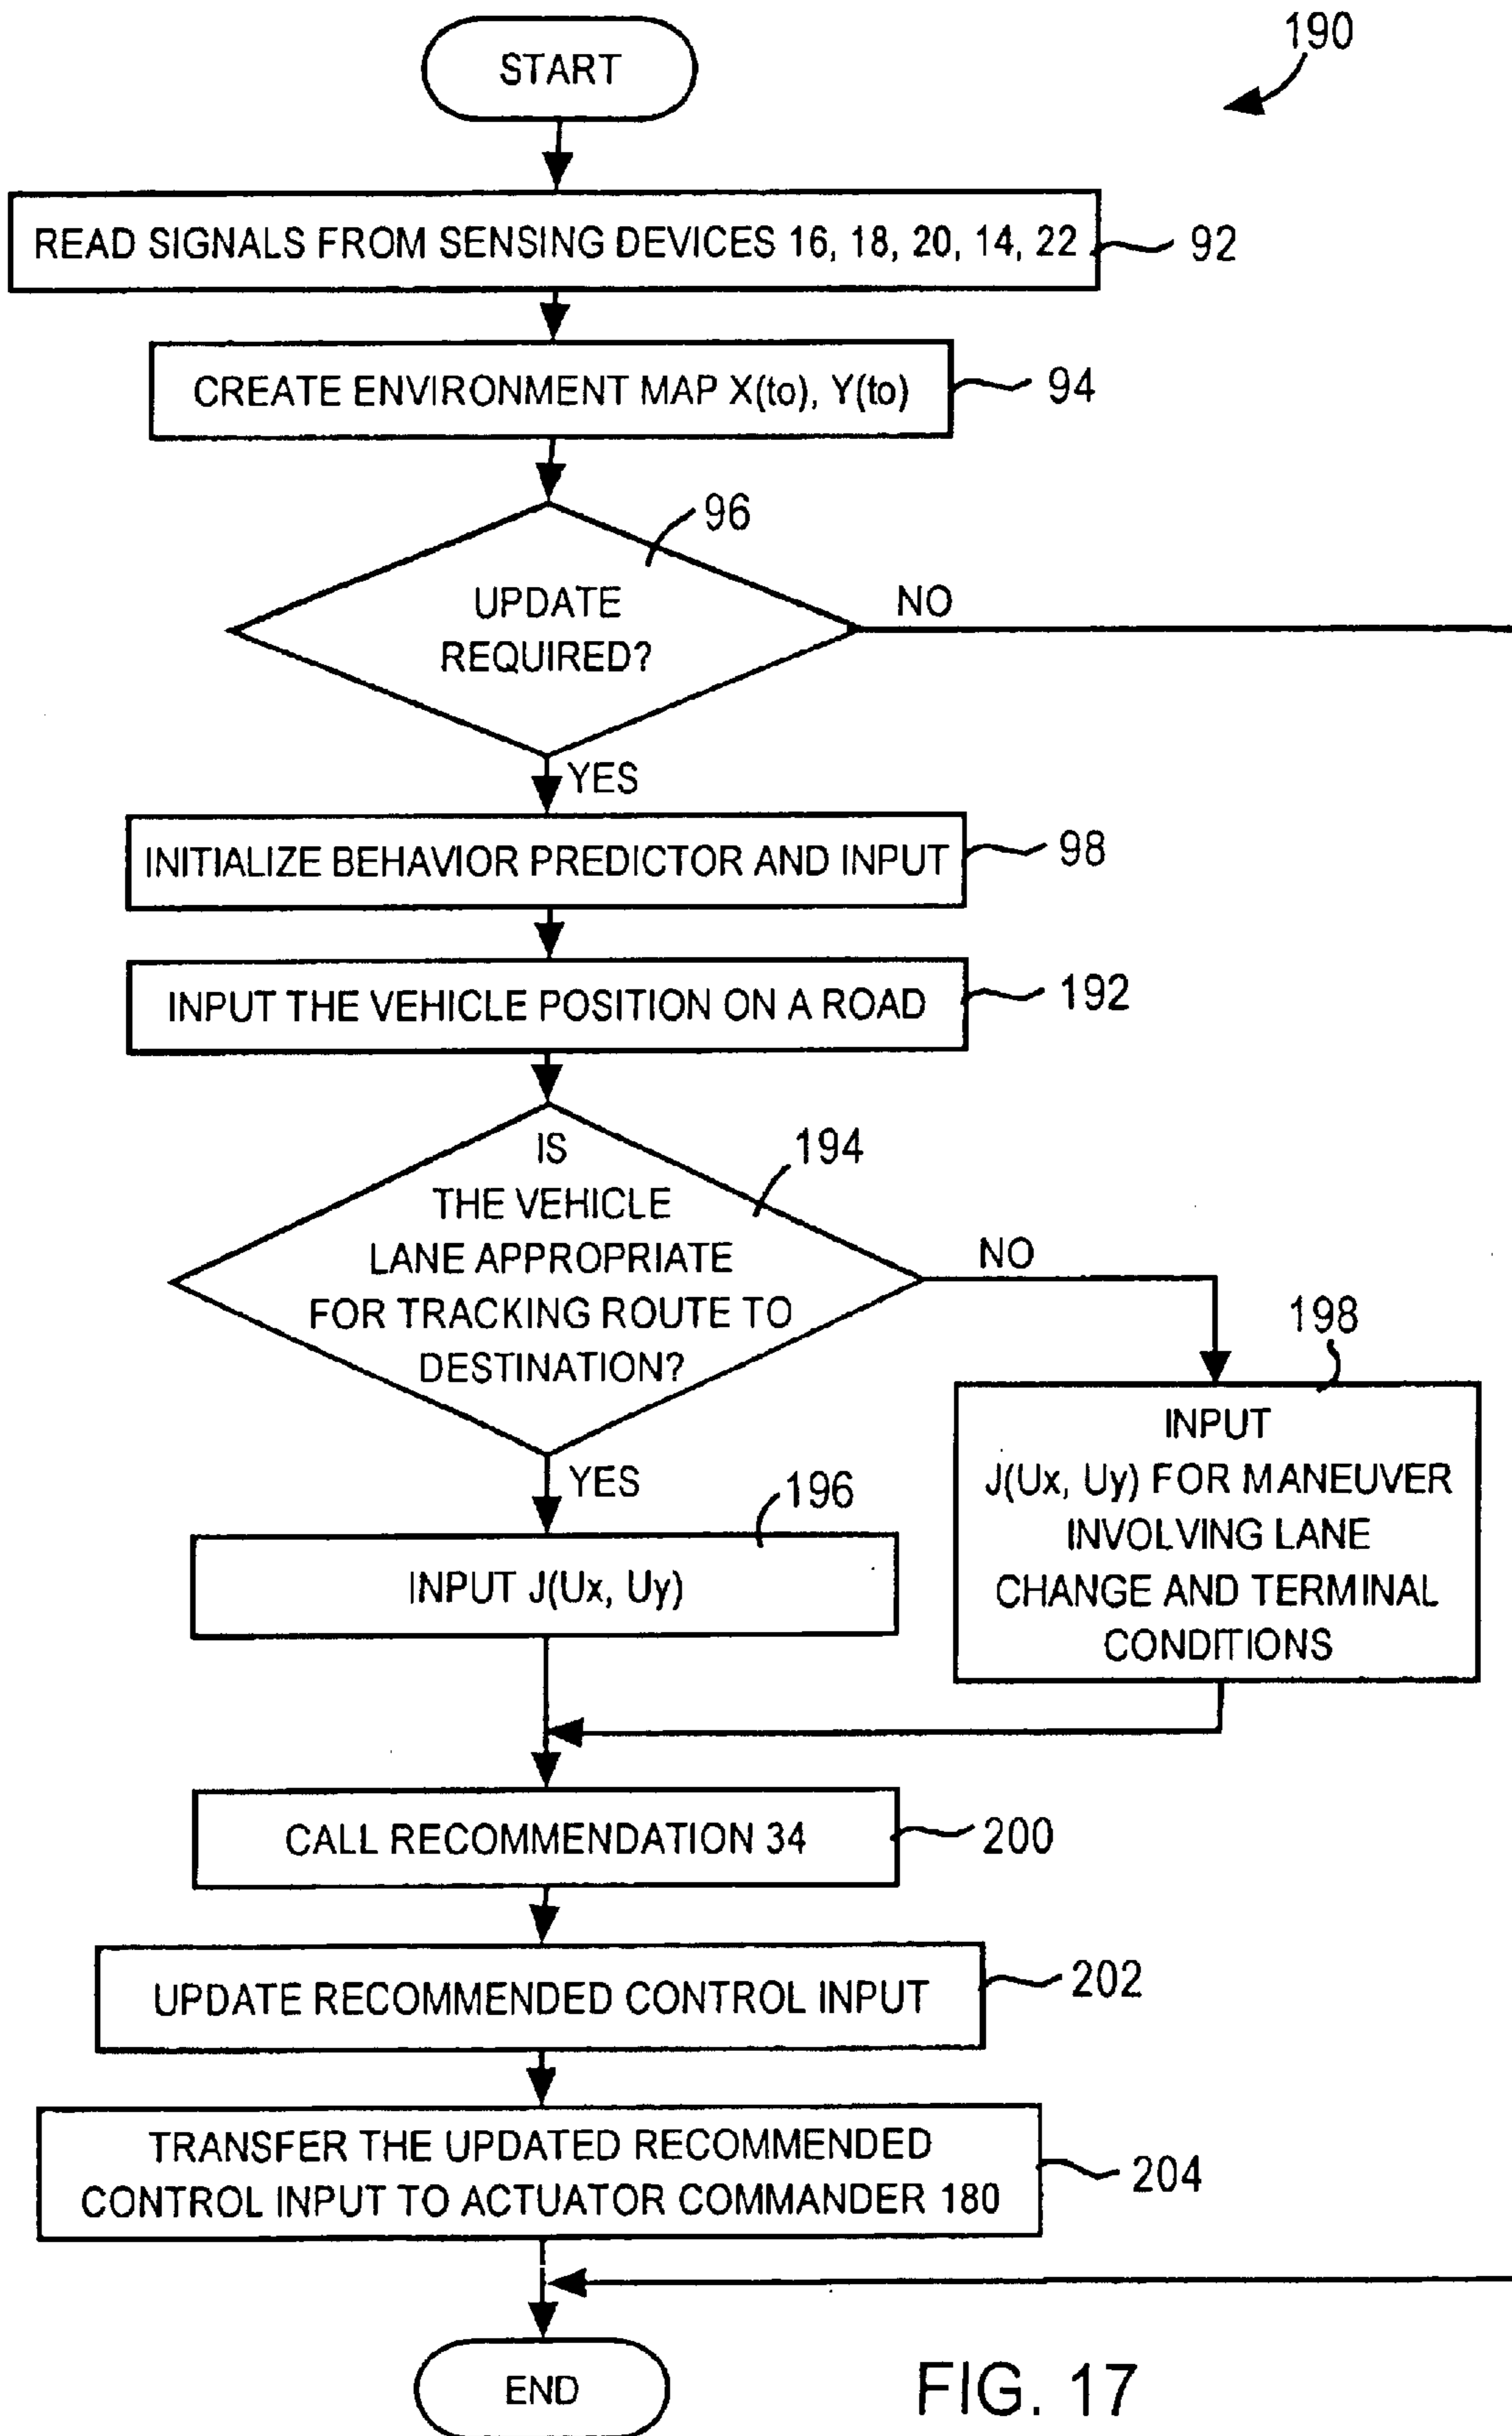 190
START
READ SIGNALS FROM SENSING DEVICES 16, 18, 20, 14, 22
92
CREATE ENVIRONMENT MAP X(to), Y(to)
94
96
UPDATE
REQUIRED?
NO
YES
INITIALIZE BEHAVIOR PREDICTOR AND INPUT
98
INPUT THE VEHICLE POSITION ON A ROAD
192
194
IS
THE VEHICLE
LANE APPROPRIATE
FOR TRACKING ROUTE TO
DESTINATION?
NO
198
INPUT
J(Ux, Uy) FOR MANEUVER
INVOLVING LANE
CHANGE AND TERMINAL
CONDITIONS
YES
196
INPUT J(Ux, Uy)
CALL RECOMMENDATION 34
200
UPDATE RECOMMENDED CONTROL INPUT
202
TRANSFER THE UPDATED RECOMMENDED
CONTROL INPUT TO ACTUATOR COMMANDER 180
204
END
FIG. 17